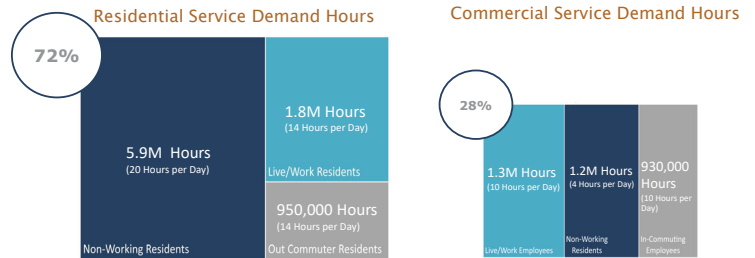 Residential Service Demand Hours
72%
5.9M  Hours
(20 Hours per Day)
Non-Working Residents
1.8M Hours
(14 Hours per Day)
Live/Work Residents
950,000 Hours
(14 Hours per Day)
Out Commuter Residents
Commercial Service Demand Hours
28%
1.3M Hours
(10 Hours per Day)
Live/Work Employees
1.2M Hours
(4 Hours per Day)
Non-Working
Residents
930,000
Hours
(10 Hours per
Day)
In-Commuting
Employees